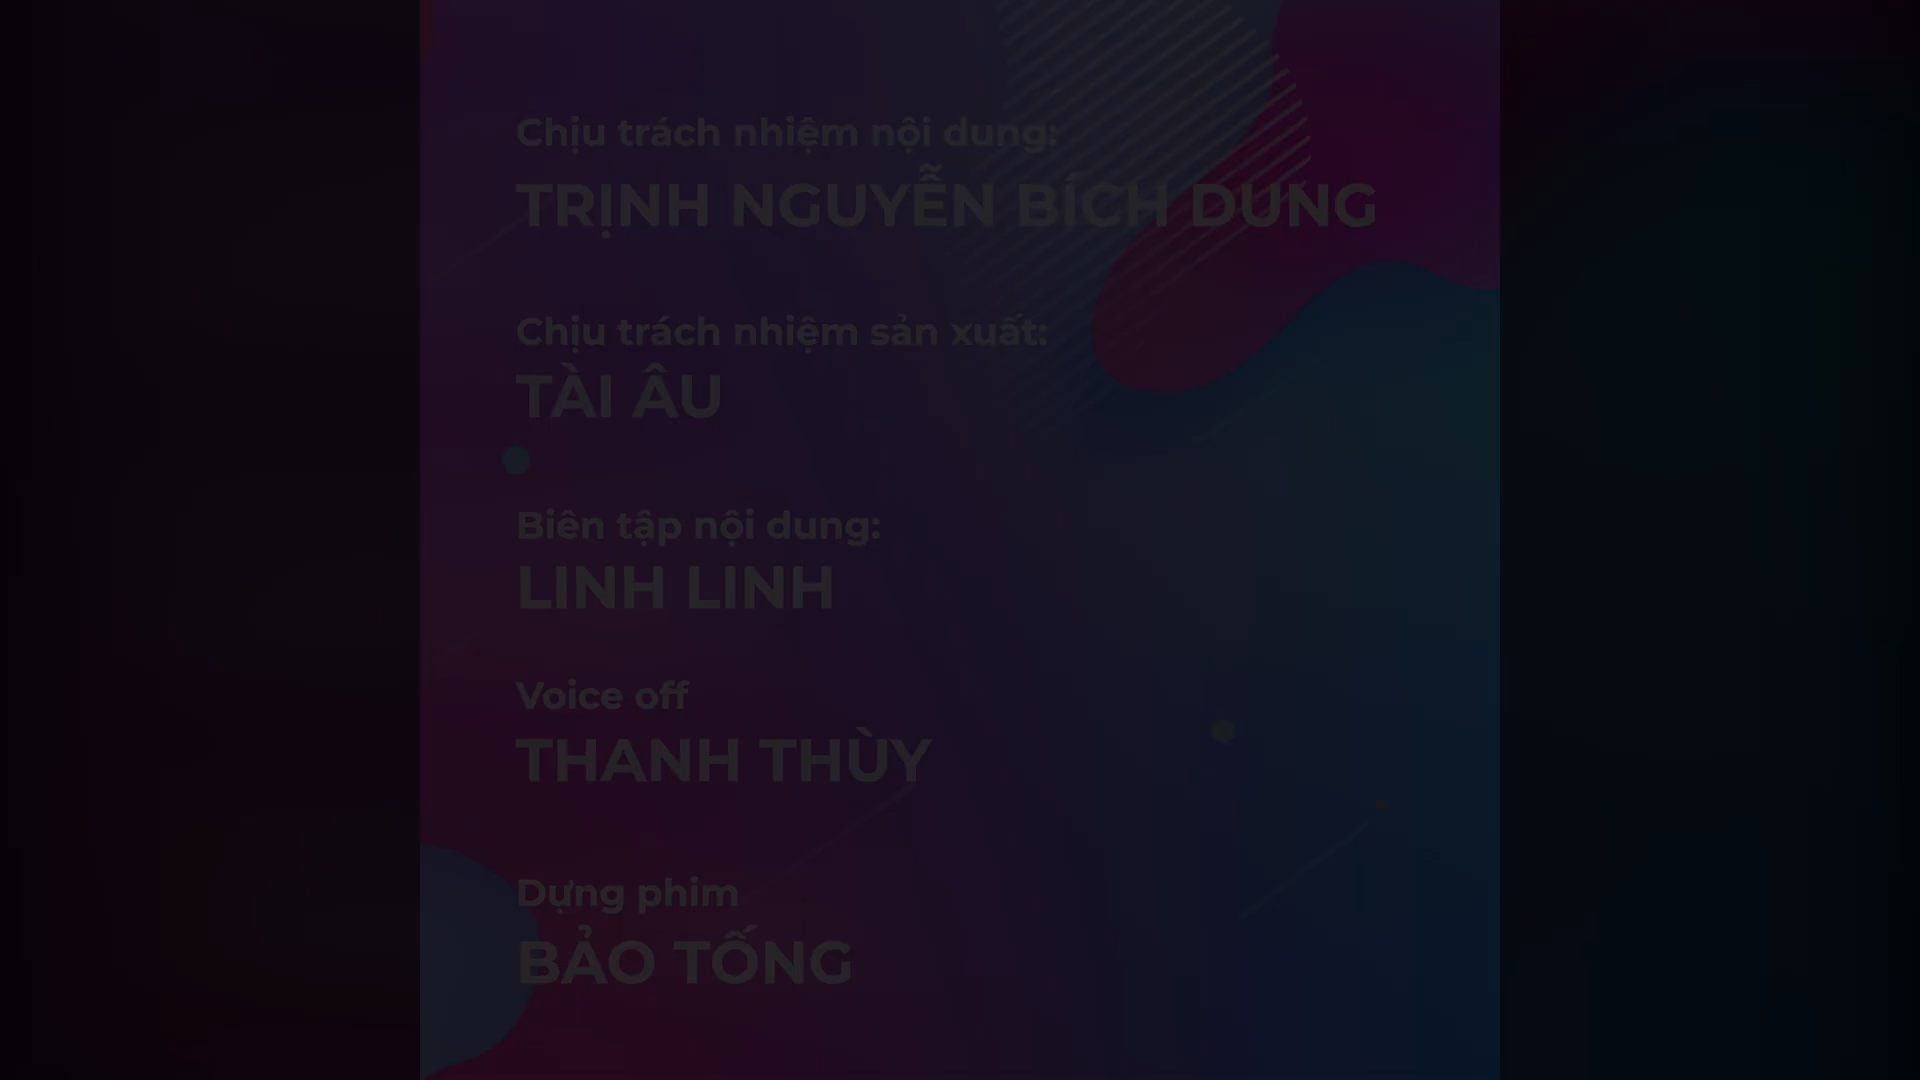 Chịu trách nhiệm nội dung:
TRỊNH NGUYỄN BÍCH DUNG
Chịu trách nhiệm sản xuất:
TÀI ÂU
Biên tập nội dung:
LINH LINH
Voice off
THANH THÙY
Dựng phim
BẢO TỐNG